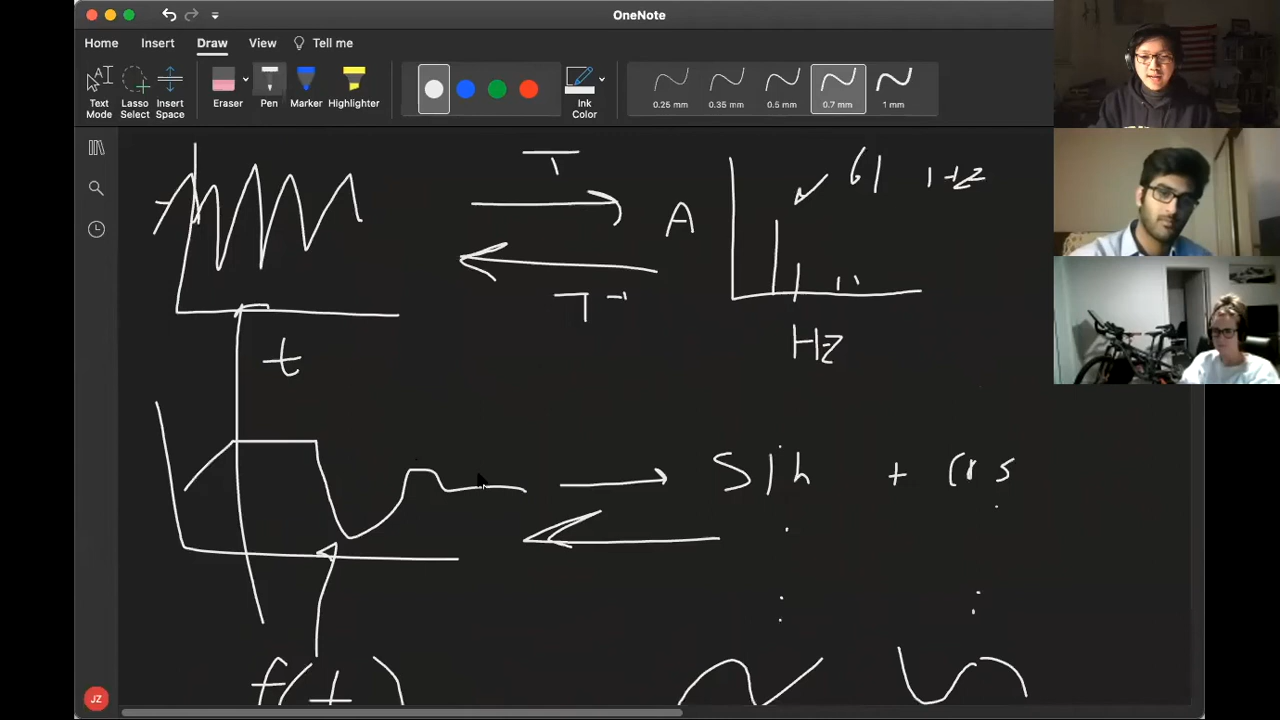 OneNote
Home Insert Draw View Tell me
Text Mode Lasso Select Insert Space Eraser Pen Marker Highlighter Ink Color 0.25 mm 0.35 mm 0.5 mm 0.7 mm 1 mm
T
61 Hz
A
T⁻¹
t
Hz
Sin + Cos
f(t)
JZ